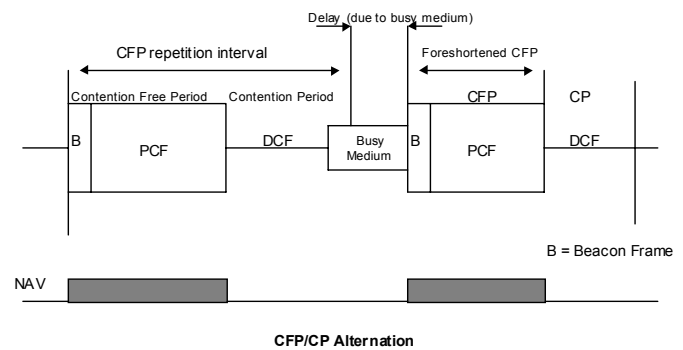 Delay (due to busy medium)
CFP repetition interval
Foreshortened CFP
Contention Free Period
Contention Period
CFP
CP
B
PCF
DCF
Busy
Medium
B
PCF
DCF
B = Beacon Frame
NAV
CFP/CP Alternation